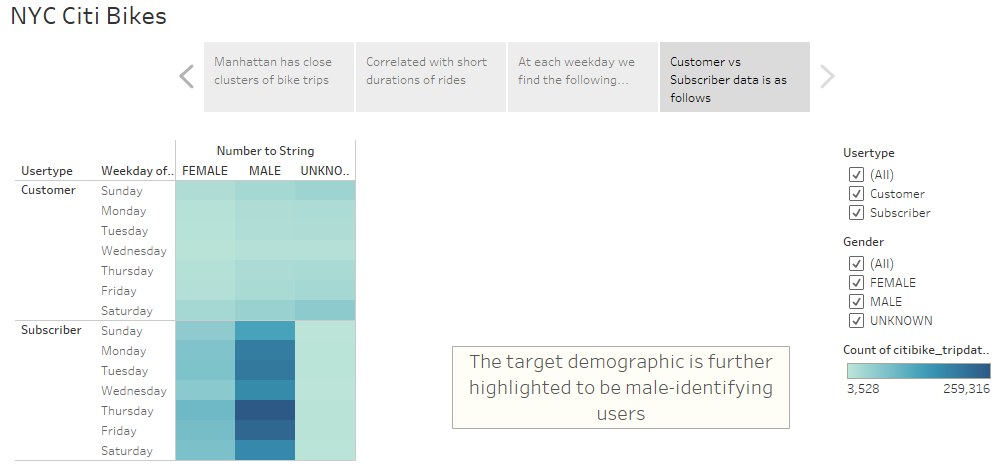 NYC Citi Bikes
Manhattan has close
clusters of bike trips
Correlated with short
durations of rides
At each weekday we
find the following...
Customer vs
Subscriber data is as
follows
Number to String
Usertype
Weekday of..
FEMALE
MALE
UNKNO..
Customer
Sunday
Monday
Tuesday
Wednesday
Thursday
Friday
Saturday
Subscriber
Sunday
Monday
Tuesday
Wednesday
Thursday
Friday
Saturday
The target demographic is further
highlighted to be male-identifying
users
Usertype
(All)
Customer
Subscriber
Gender
(All)
FEMALE
MALE
UNKNOWN
Count of citibike_tripdat..
3,528
259,316